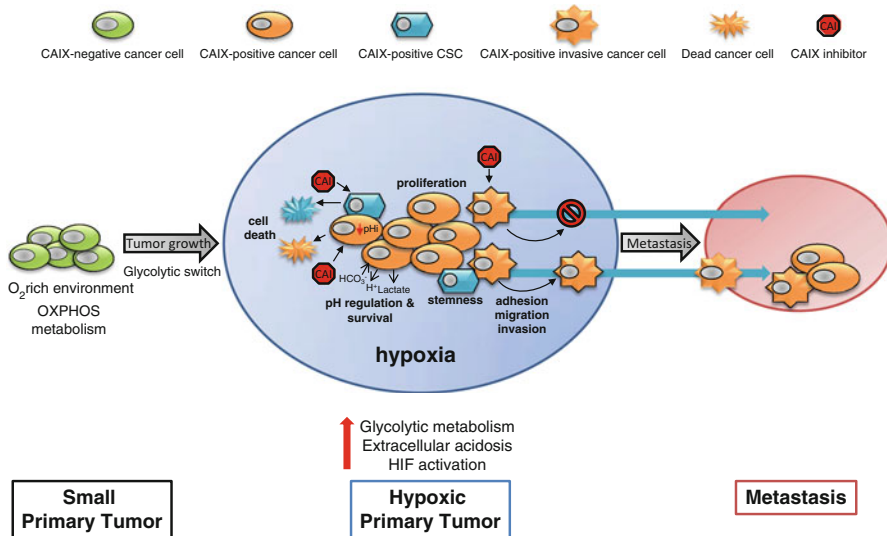 CAIX-negative cancer cell
CAIX-positive cancer cell
CAIX-positive CSC
CAIX-positive invasive cancer cell
Dead cancer cell
CAI
CAIX inhibitor
O2rich environment
OXPHOS
metabolism
Tumor growth
Glycolytic switch
CAI
cell
death
CAI
pHi
HCO3-
H+
Lactate
pH regulation &
survival
proliferation
CAI
stemness
adhesion
migration
invasion
hypoxia
Metastasis
Glycolytic metabolism
Extracellular acidosis
HIF activation
Small
Primary Tumor
Hypoxic
Primary Tumor
Metastasis